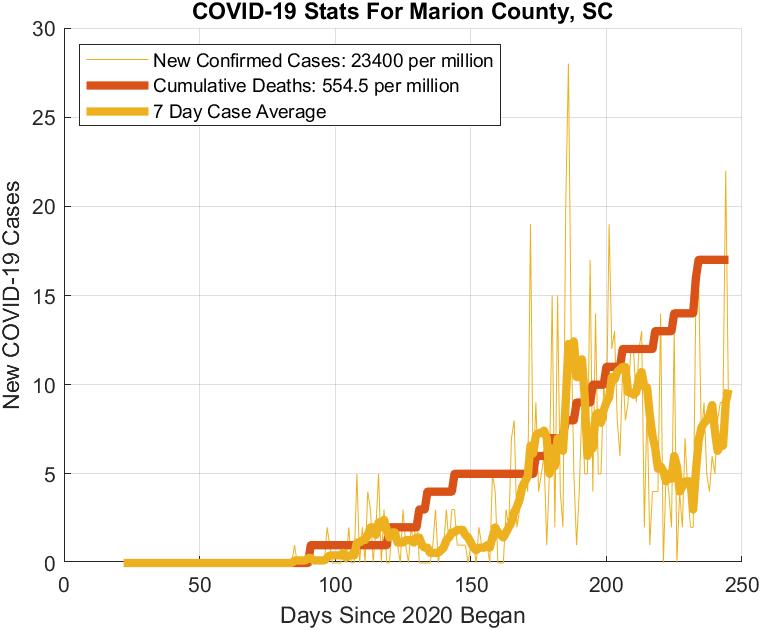 COVID-19 Stats For Marion County, SC
New Confirmed Cases: 23400 per million
Cumulative Deaths: 554.5 per million
7 Day Case Average
New COVID-19 Cases
30
25
20
15
10
5
0
0 50 100 150 200 250
Days Since 2020 Began